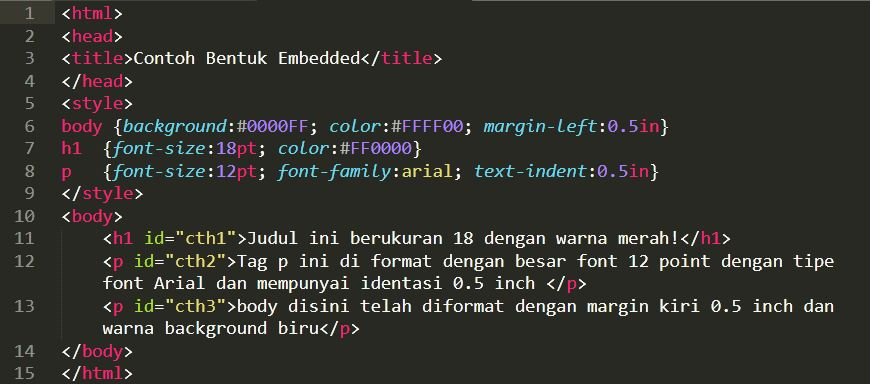 1 <html>
2 <head>
3 <title>Contoh Bentuk Embedded</title>
4 </head>
5 <style>
6 body {background:#0000FF; color:#FFFF00; margin-left:0.5in}
7 h1  {font-size:18pt; color:#FF0000}
8 p   {font-size:12pt; font-family:arial; text-indent:0.5in}
9 </style>
10 <body>
11     <h1 id="cth1">Judul ini berukuran 18 dengan warna merah!</h1>
12     <p id="cth2">Tag p ini di format dengan besar font 12 point dengan tipe
font Arial dan mempunyai identasi 0.5 inch </p>
13     <p id="cth3">body disini telah diformat dengan margin kiri 0.5 inch dan
warna background biru</p>
14 </body>
15 </html>